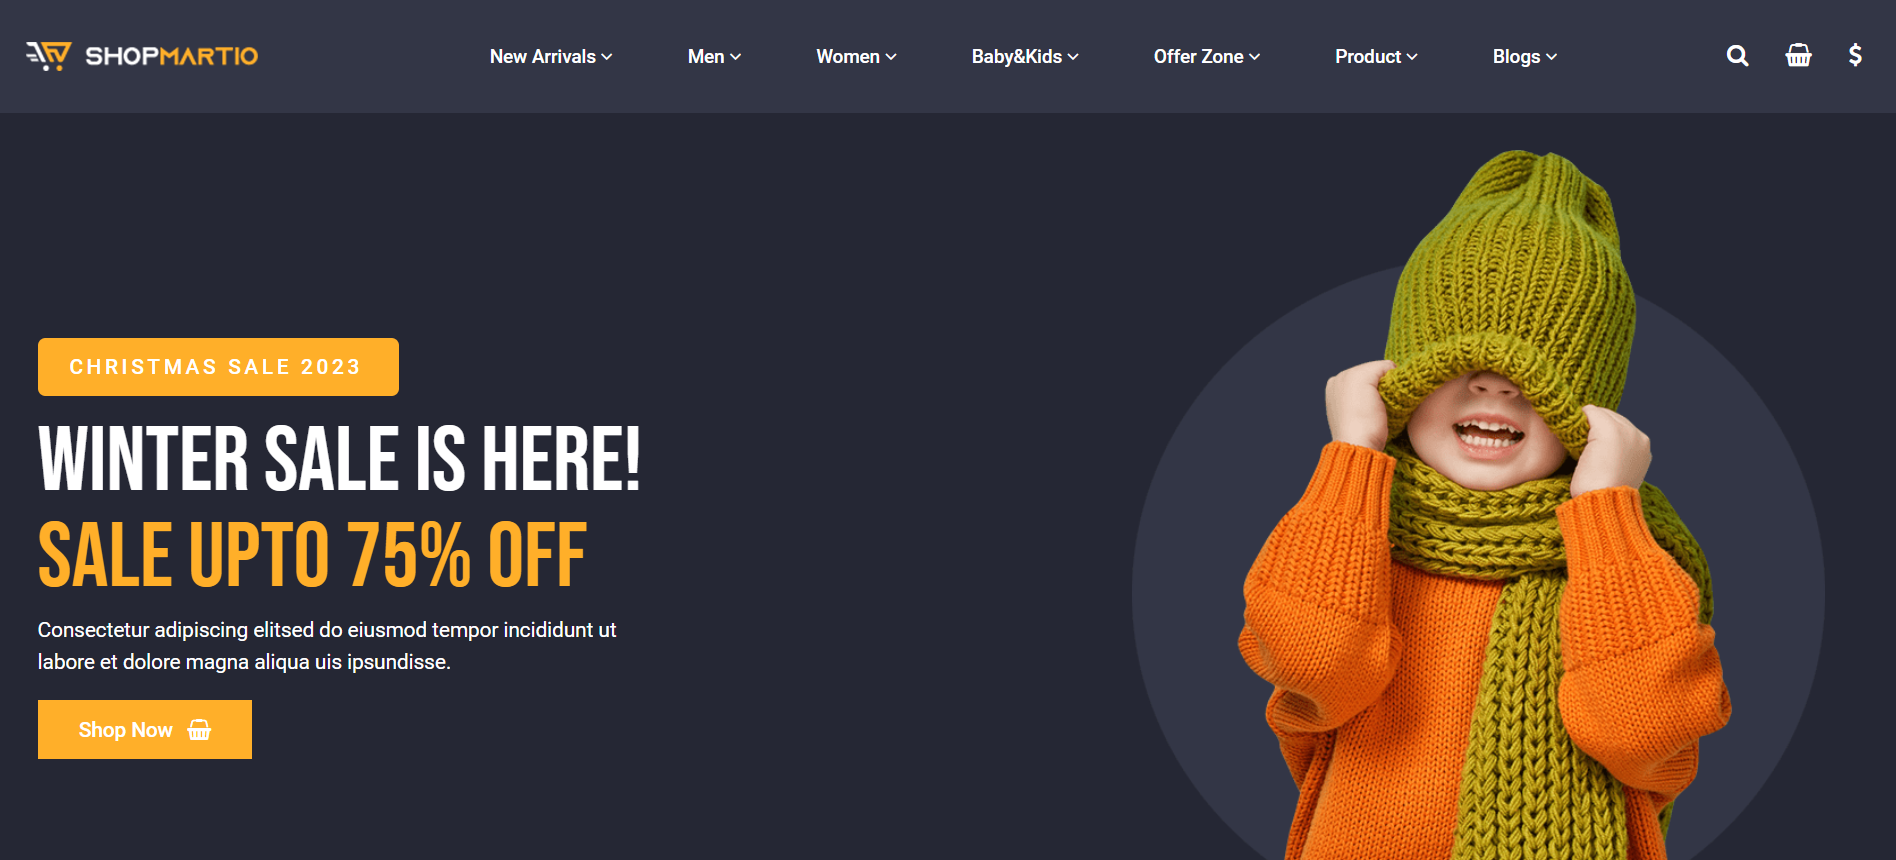 SHOPMARTIO
New Arrivals Men Women Baby&Kids Offer Zone Product Blogs $
CHRISTMAS SALE 2023
WINTER SALE IS HERE!
SALE UPTO 75% OFF
Consectetur adipiscing elitsed do eiusmod tempor incididunt ut
labore et dolore magna aliqua uis ipsundisse.
Shop Now